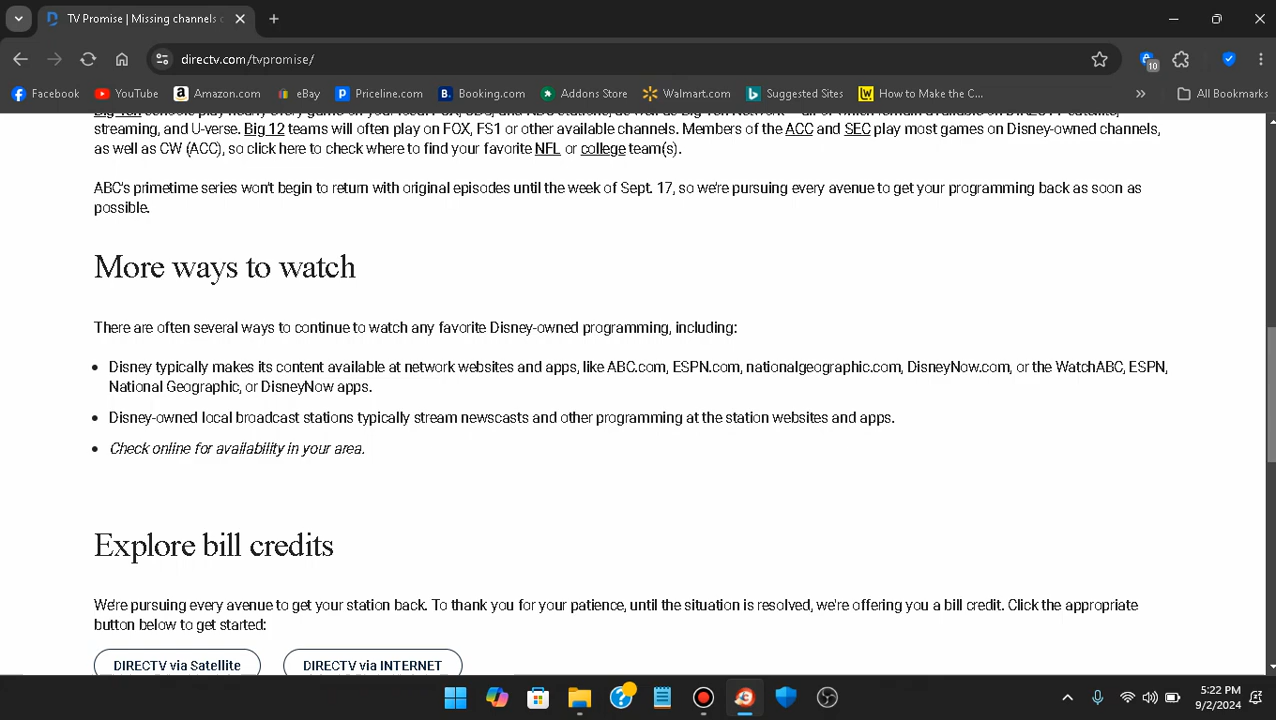 TV Promise | Missing channels c
directv.com/tvpromise/
10
Facebook YouTube Amazon.com eBay Priceline.com Booking.com Addons Store Walmart.com Suggested Sites How to Make the C... » All Bookmarks
streaming, and U-verse. Big 12 teams will often play on FOX, FS1 or other available channels. Members of the ACC and SEC play most games on Disney-owned channels,
as well as CW (ACC), so click here to check where to find your favorite NFL or college team(s).
ABC's primetime series won't begin to return with original episodes until the week of Sept. 17, so we're pursuing every avenue to get your programming back as soon as
possible.
More ways to watch
There are often several ways to continue to watch any favorite Disney-owned programming, including:
• Disney typically makes its content available at network websites and apps, like ABC.com, ESPN.com, nationalgeographic.com, DisneyNow.com, or the WatchABC, ESPN,
National Geographic, or DisneyNow apps.
• Disney-owned local broadcast stations typically stream newscasts and other programming at the station websites and apps.
• Check online for availability in your area.
Explore bill credits
We're pursuing every avenue to get your station back. To thank you for your patience, until the situation is resolved, we're offering you a bill credit. Click the appropriate
button below to get started:
DIRECTV via Satellite DIRECTV via INTERNET
5:22 PM
9/2/2024